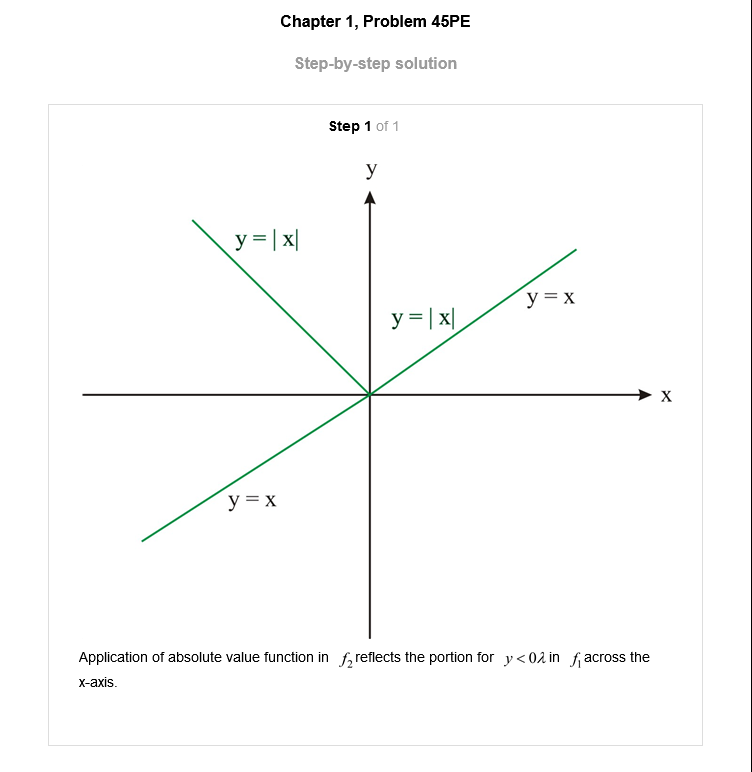 Chapter 1, Problem 45PE
Step-by-step solution
Step 1 of 1
y
y = | x|
y = x
y = | x|
x
y = x
Application of absolute value function in f₂ reflects the portion for y < 0λ in f₁ across the
x-axis.